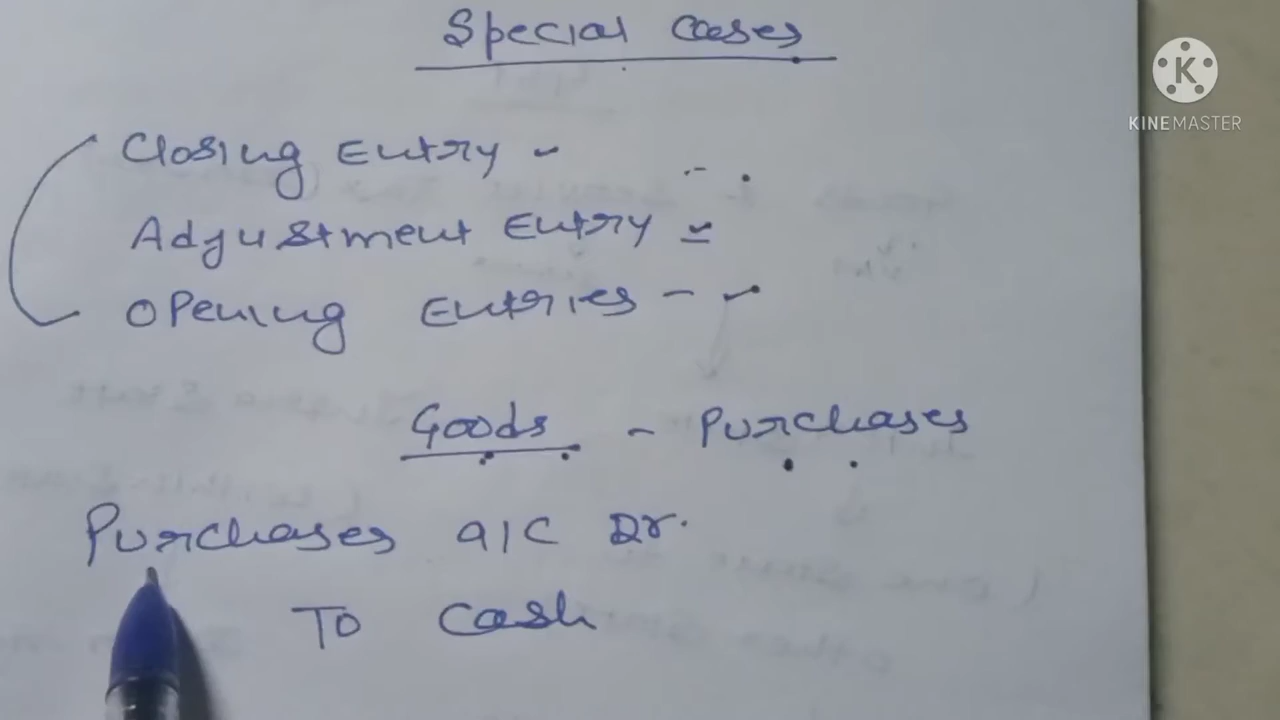 Special Cases
K
KINEMASTER
Closing Entry -
Adjustment Entry
Opening Entries -
Goods - Purchases
Purchases a/c Dr.
To Cash